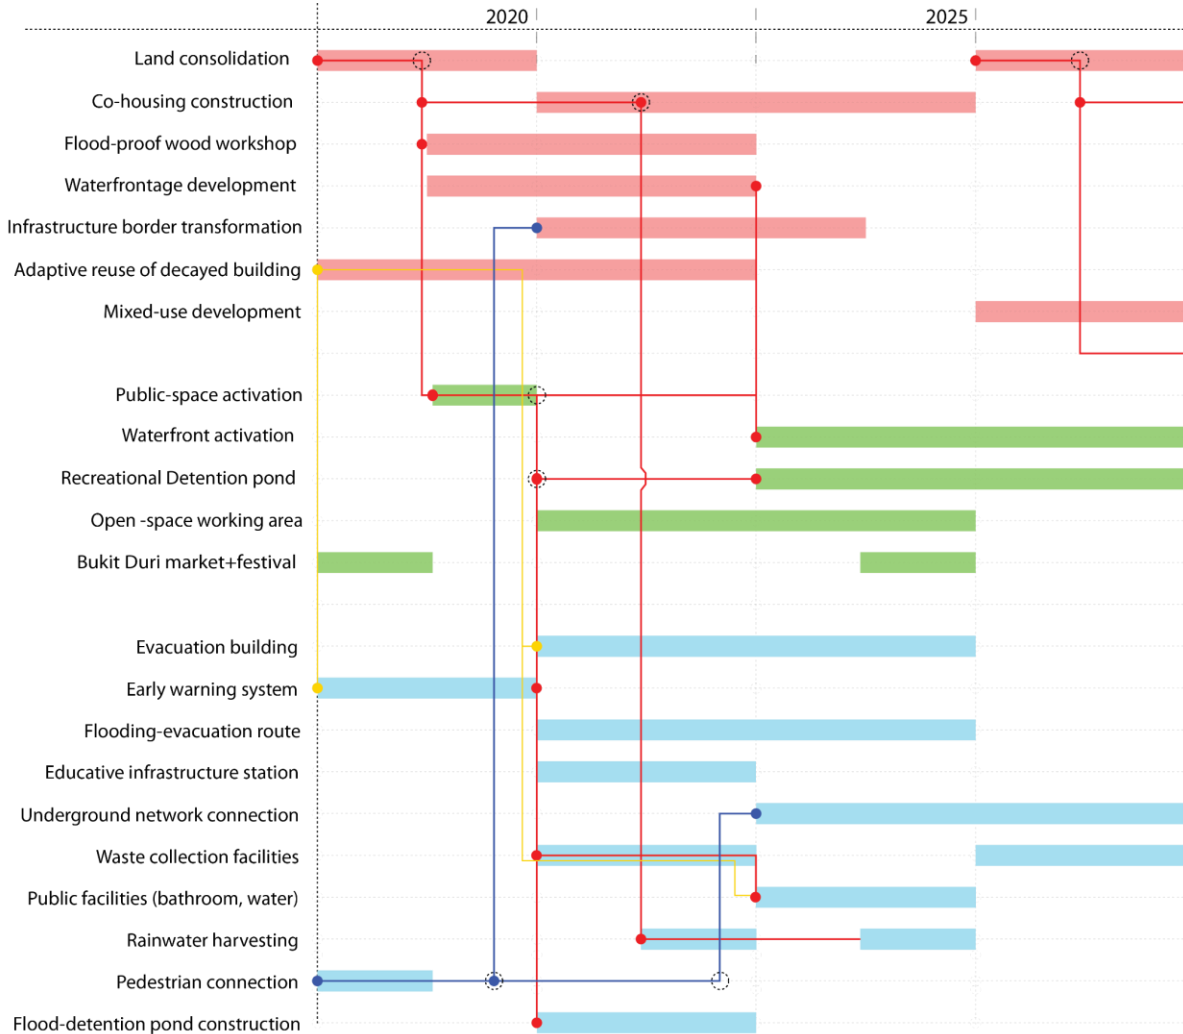 2020 2025
Land consolidation
Co-housing construction
Flood-proof wood workshop
Waterfrontage development
Infrastructure border transformation
Adaptive reuse of decayed building
Mixed-use development
Public-space activation
Waterfront activation
Recreational Detention pond
Open -space working area
Bukit Duri market+festival
Evacuation building
Early warning system
Flooding-evacuation route
Educative infrastructure station
Underground network connection
Waste collection facilities
Public facilities (bathroom, water)
Rainwater harvesting
Pedestrian connection
Flood-detention pond construction